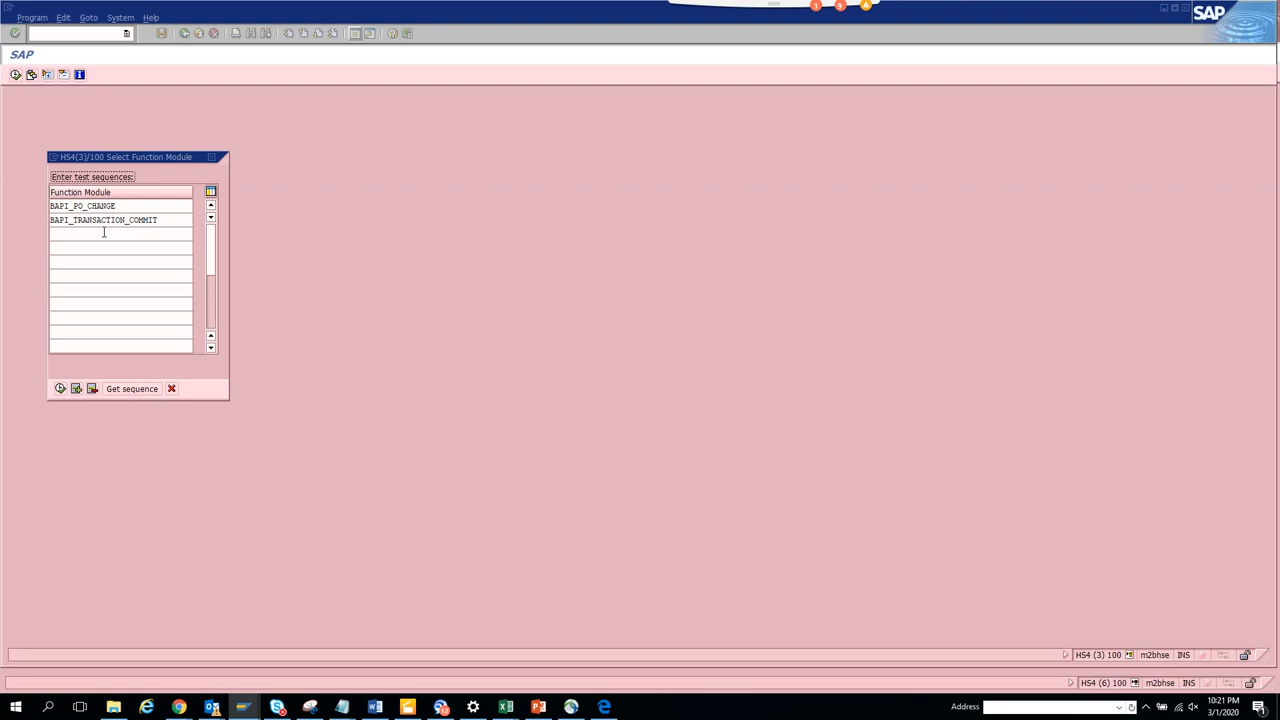 Program Edit Goto System Help
SAP
3 9
SAP
HS4(3)/100 Select Function Module
Enter test sequences:
Function Module
BAPI_PO_CHANGE
BAPI_TRANSACTION_COMMIT
Get sequence
HS4 (3) 100 m2bhse INS
HS4 (6) 100 m2bhse INS
Address
10:21 PM
3/1/2020